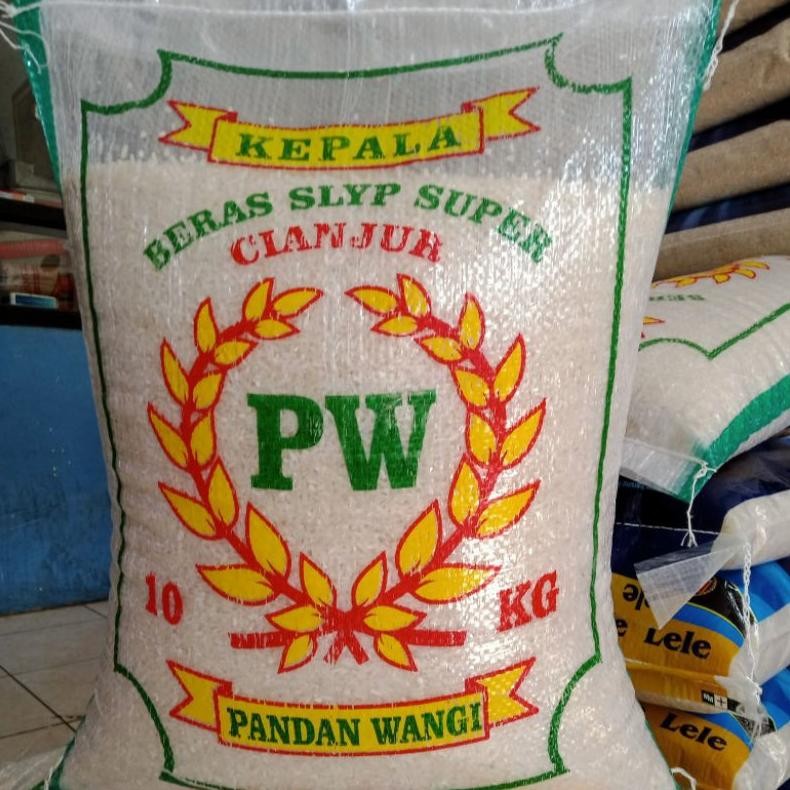 KEPALA
BERAS SLYP SUPER
CIANJUR
PW
10 KG
PANDAN WANGI
Lele
Lele